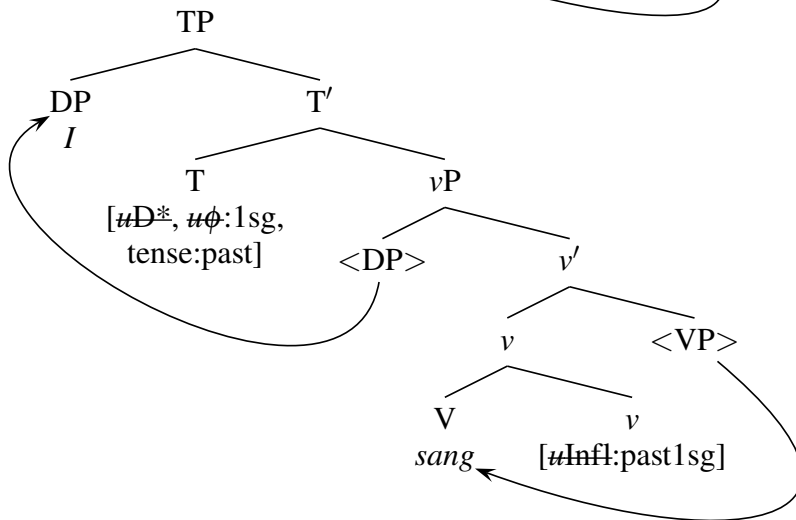 TP
DP T′
I
T vP
[uD*, uϕ:1sg,
tense:past]
<DP> v′
v <VP>
V v
sang [uInfl:past1sg]